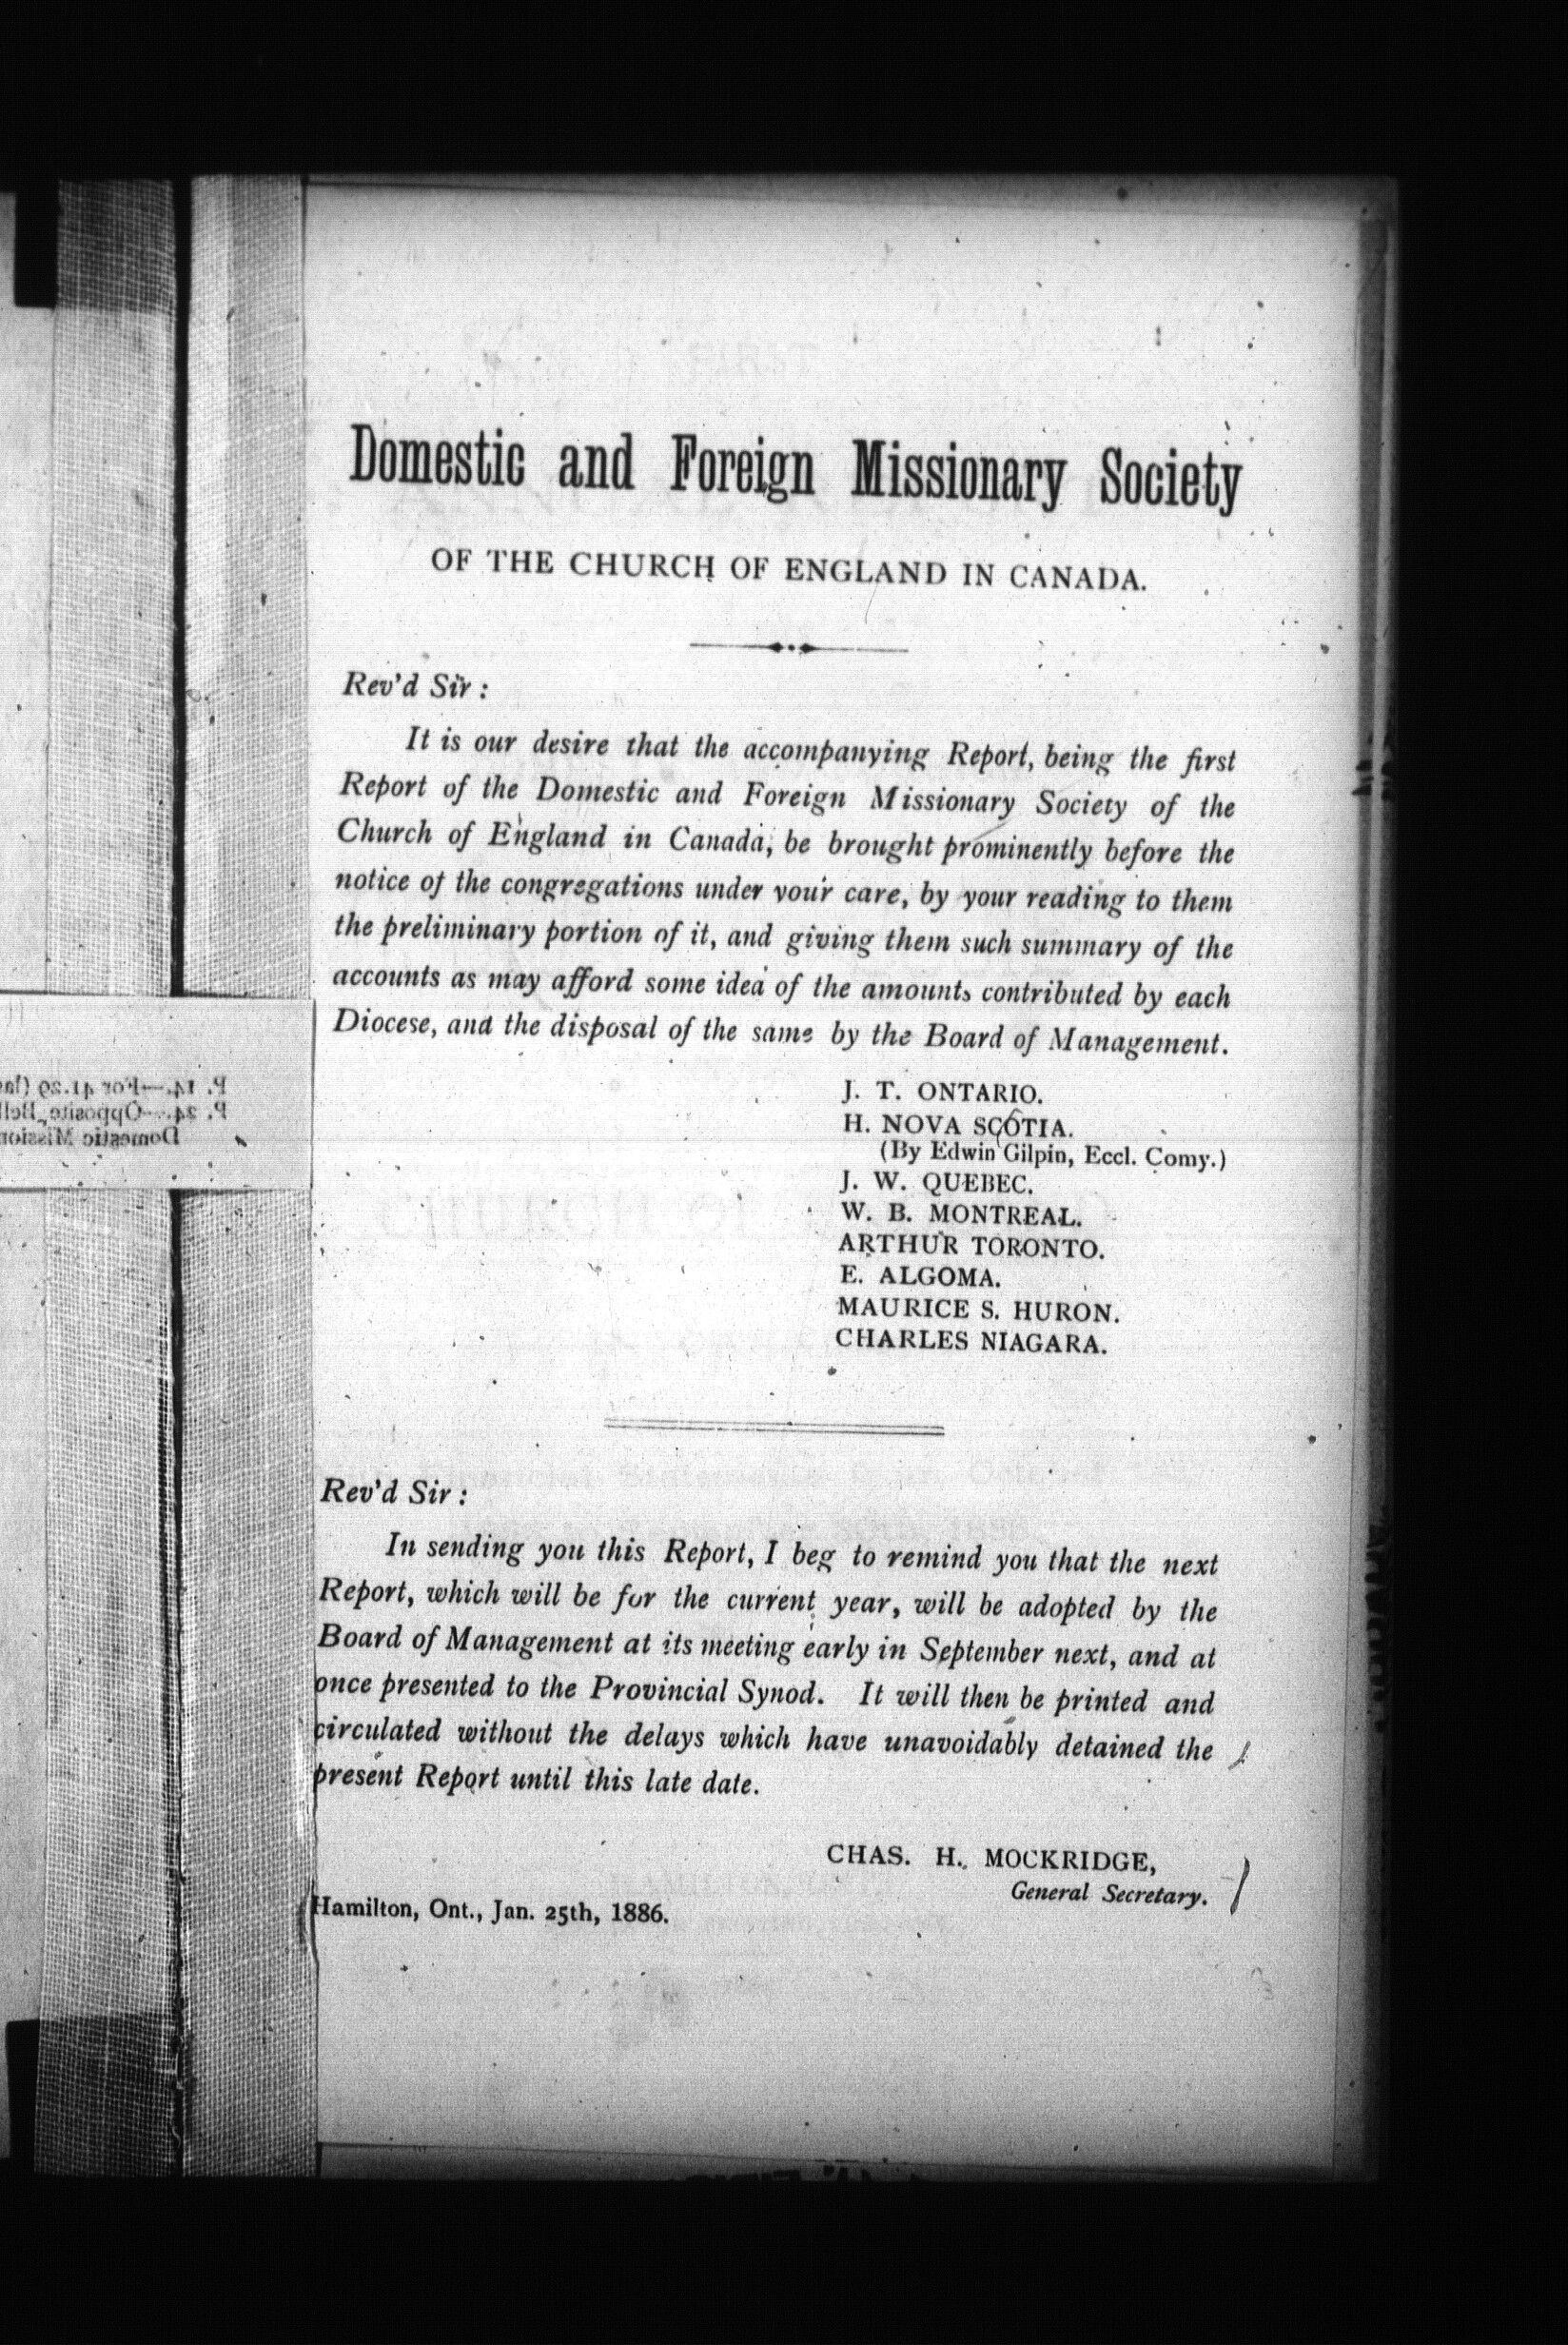 Domestic and Foreign Missionary Society
OF THE CHURCH OF ENGLAND IN CANADA.
Rev'd Sir :
It is our desire that the accompanying Report, being the first
Report of the Domestic and Foreign Missionary Society of the
Church of England in Canada, be brought prominently before the
notice of the congregations under your care, by your reading to them
the preliminary portion of it, and giving them such summary of the
accounts as may afford some idea of the amounts contributed by each
Diocese, and the disposal of the same by the Board of Management.
J. T. ONTARIO.
H. NOVA SCOTIA.
(By Edwin Gilpin, Eccl. Comy.)
J. W. QUEBEC.
W. B. MONTREAL.
ARTHUR TORONTO.
E. ALGOMA.
MAURICE S. HURON.
CHARLES NIAGARA.
Rev'd Sir :
In sending you this Report, I beg to remind you that the next
Report, which will be for the current year, will be adopted by the
Board of Management at its meeting early in September next, and at
once presented to the Provincial Synod. It will then be printed and
circulated without the delays which have unavoidably detained the
present Report until this late date.
CHAS. H. MOCKRIDGE,
General Secretary.
Hamilton, Ont., Jan. 25th, 1886.
P. 14.—For 41.29
P. 24.—Opposite
Domestic